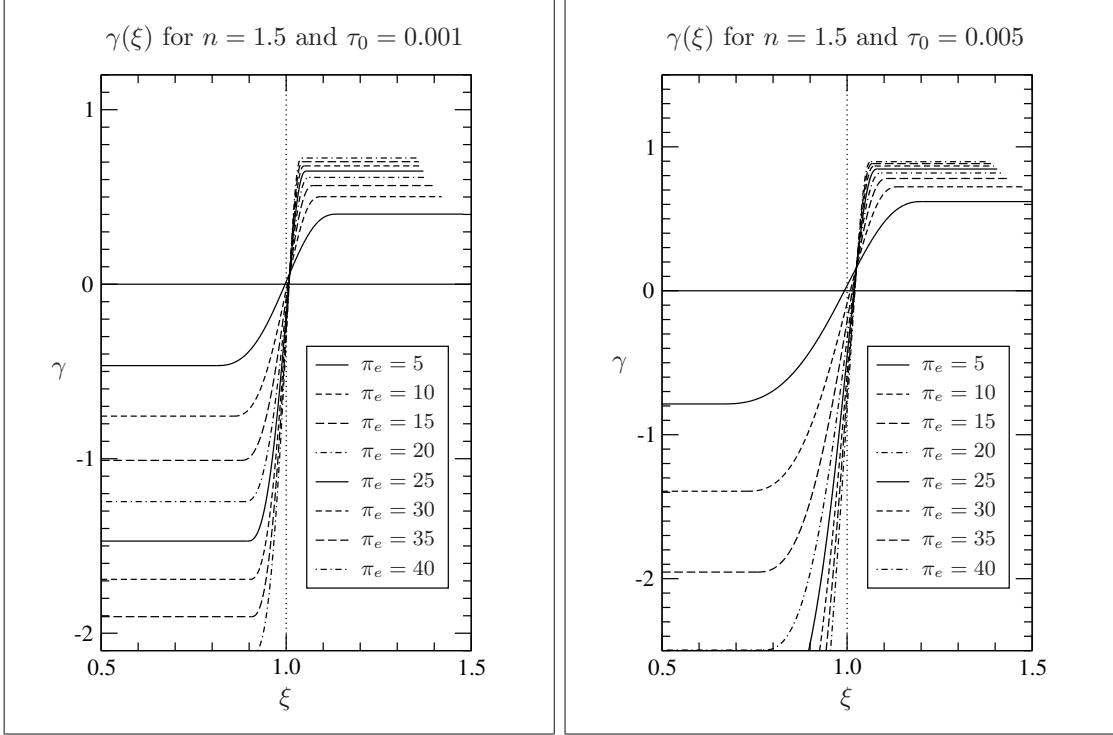 γ(ξ) for n = 1.5 and τ₀ = 0.001
1
0
-1
-2
γ
0.5 1.0 1.5
ξ
πₑ = 5
πₑ = 10
πₑ = 15
πₑ = 20
πₑ = 25
πₑ = 30
πₑ = 35
πₑ = 40
γ(ξ) for n = 1.5 and τ₀ = 0.005
1
0
-1
-2
γ
0.5 1.0 1.5
ξ
πₑ = 5
πₑ = 10
πₑ = 15
πₑ = 20
πₑ = 25
πₑ = 30
πₑ = 35
πₑ = 40